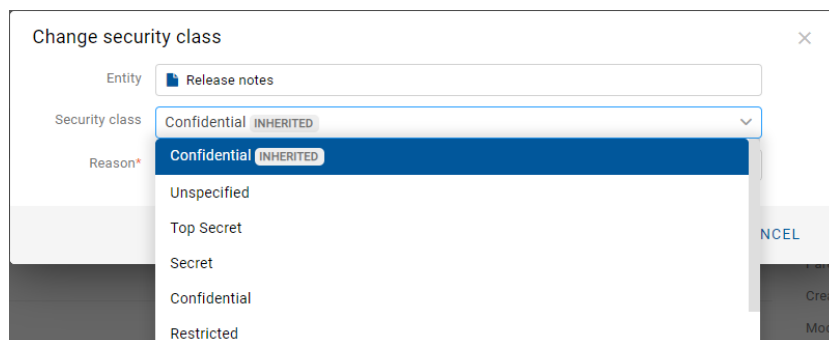 Change security class
Entity Release notes
Security class Confidential INHERITED
Reason* Confidential INHERITED
Unspecified
Top Secret
NCEL
Secret
Confidential
Restricted